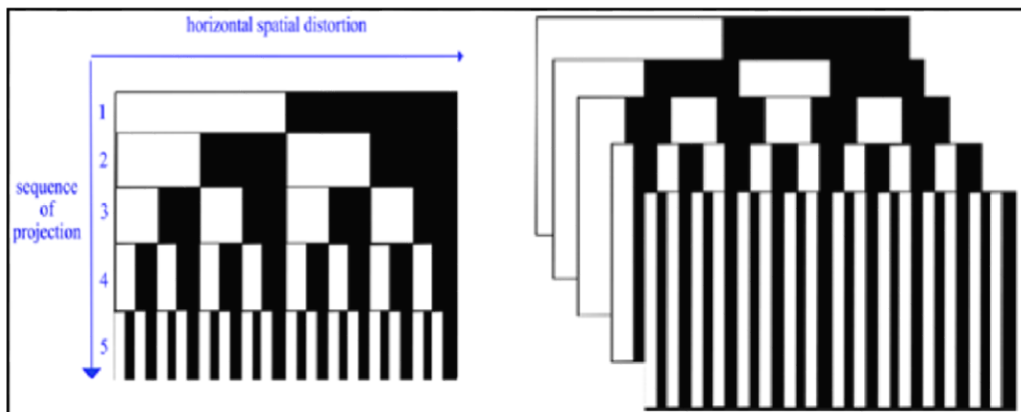 horizontal spatial distortion
1
2
sequence
of
projection
3
4
5